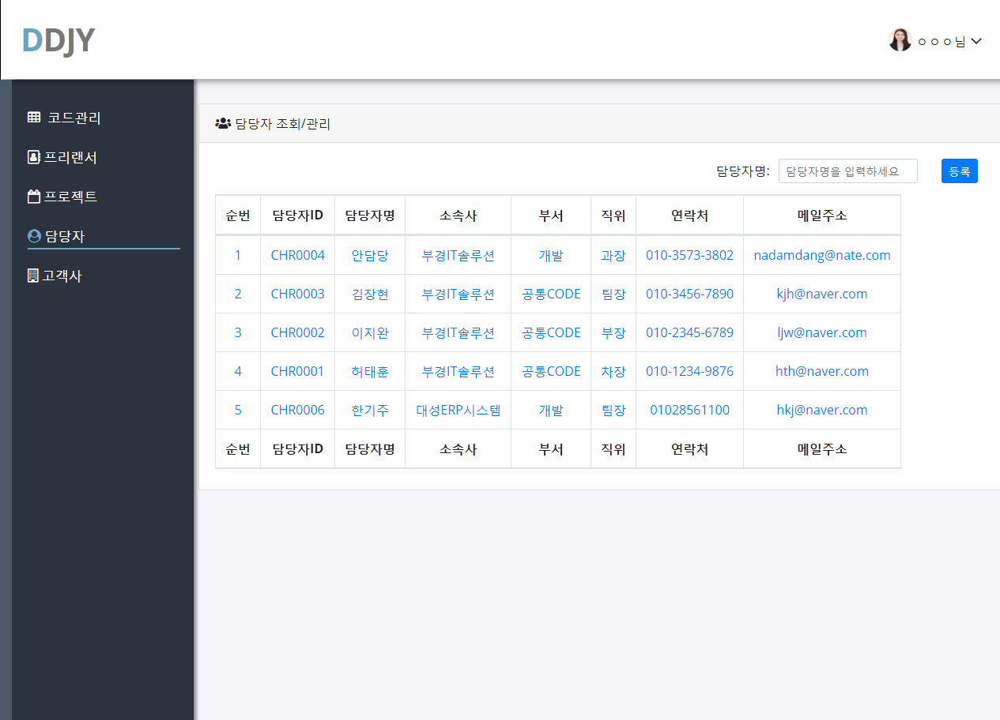 DDJY
ㅇㅇㅇ님
코드관리
프리랜서
프로젝트
담당자
고객사
담당자 조회/관리
담당자명: 담당자명을 입력하세요 등록
순번 담당자ID 담당자명 소속사 부서 직위 연락처 메일주소
1 CHR0004 안담당 부경IT솔루션 개발 과장 010-3573-3802 nadamdang@nate.com
2 CHR0003 김장현 부경IT솔루션 공통CODE 팀장 010-3456-7890 kjh@naver.com
3 CHR0002 이지완 부경IT솔루션 공통CODE 부장 010-2345-6789 ljw@naver.com
4 CHR0001 허태훈 부경IT솔루션 공통CODE 차장 010-1234-9876 hth@naver.com
5 CHR0006 한기주 대성ERP시스템 개발 팀장 01028561100 hkj@naver.com
순번 담당자ID 담당자명 소속사 부서 직위 연락처 메일주소